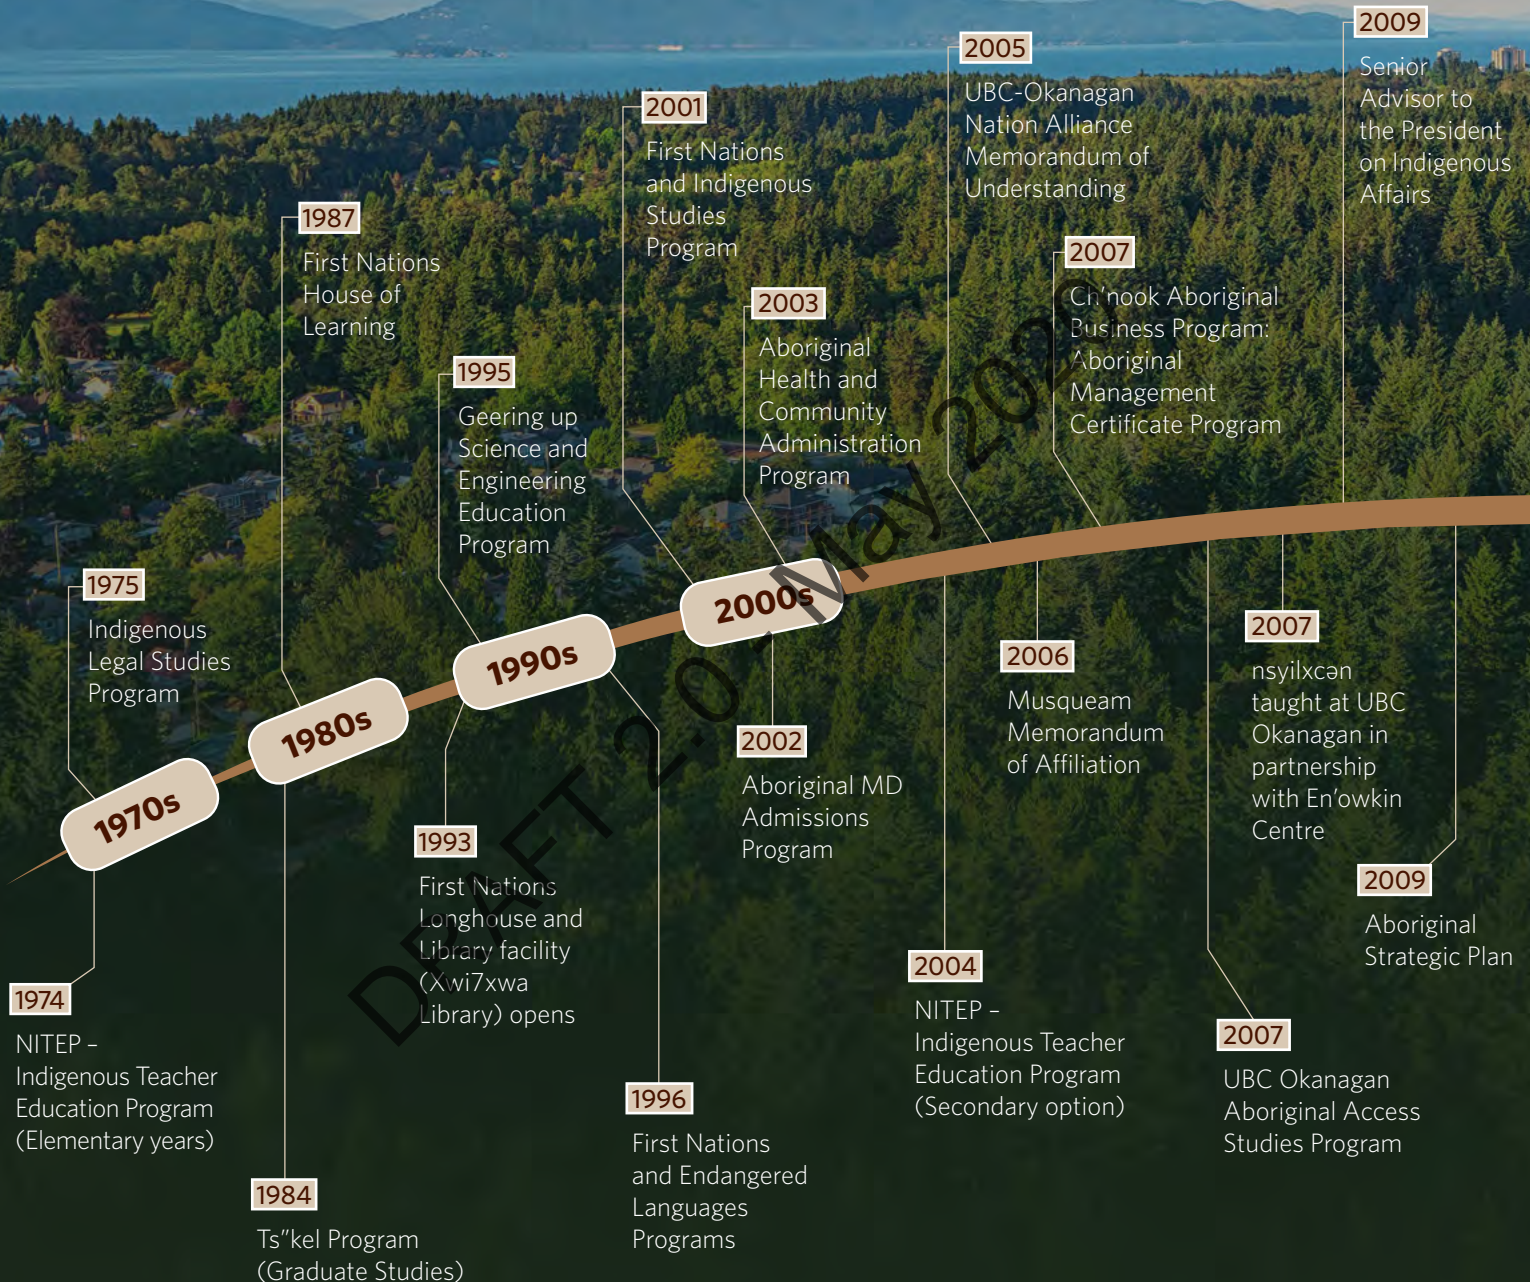 1970s
1974
NITEP –
Indigenous Teacher
Education Program
(Elementary years)
1975
Indigenous
Legal Studies
Program
1980s
1984
Ts”kel Program
(Graduate Studies)
1987
First Nations
House of
Learning
1990s
1993
First Nations
Longhouse and
Library facility
(Xwi7xwa
Library) opens
1995
Geering up
Science and
Engineering
Education
Program
1996
First Nations
and Endangered
Languages
Programs
2000s
2001
First Nations
and Indigenous
Studies
Program
2002
Aboriginal MD
Admissions
Program
2003
Aboriginal
Health and
Community
Administration
Program
2004
NITEP –
Indigenous Teacher
Education Program
(Secondary option)
2005
UBC-Okanagan
Nation Alliance
Memorandum of
Understanding
2006
Musqueam
Memorandum
of Affiliation
2007
Ch’nook Aboriginal
Business Program:
Aboriginal
Management
Certificate Program
2007
UBC Okanagan
Aboriginal Access
Studies Program
2007
nsyilxcən
taught at UBC
Okanagan in
partnership
with En’owkin
Centre
2009
Senior
Advisor to
the President
on Indigenous
Affairs
2009
Aboriginal
Strategic Plan
DRAFT 2.0 - May 2020